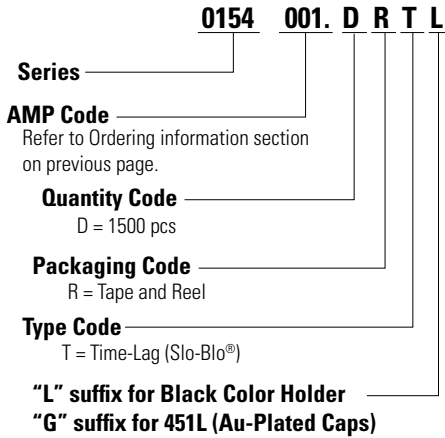 0154 001. D R T L
Series
AMP Code
Refer to Ordering information section
on previous page.
Quantity Code
D = 1500 pcs
Packaging Code
R = Tape and Reel
Type Code
T = Time-Lag (Slo-Blo®)
“L” suffix for Black Color Holder
“G” suffix for 451L (Au-Plated Caps)